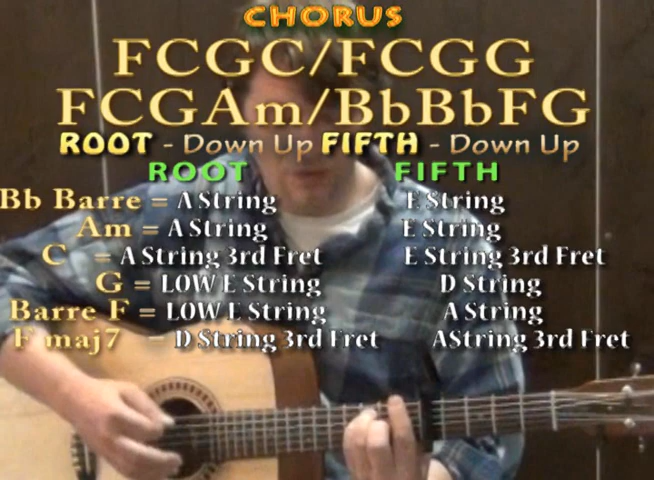 CHORUS
FCGC/FCGG
FCGAm/BbBbFG
ROOT - Down Up FIFTH - Down Up
ROOT FIFTH
Bb Barre = A String E String
Am = A String E String
C = A String 3rd Fret E String 3rd Fret
G = LOW E String D String
Barre F = LOW E String A String
F maj7 = D String 3rd Fret AString 3rd Fret